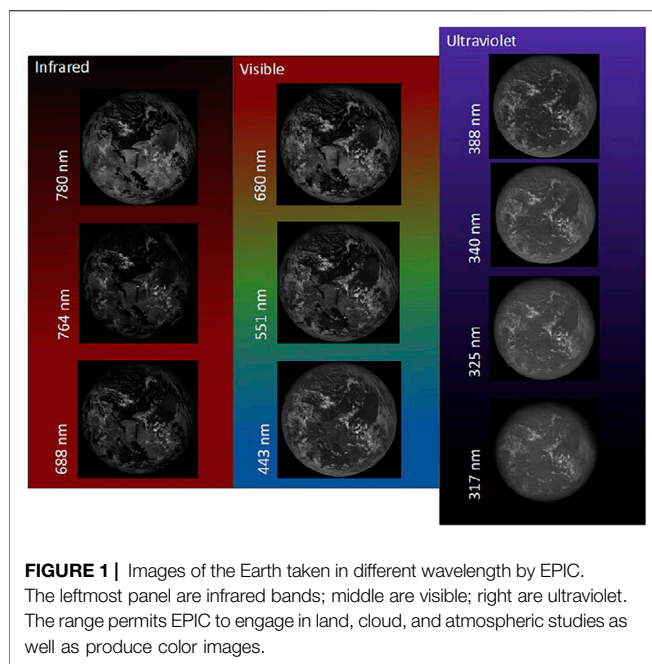 Infrared
780 nm
764 nm
688 nm
Visible
680 nm
551 nm
443 nm
Ultraviolet
388 nm
340 nm
325 nm
317 nm
FIGURE 1 | Images of the Earth taken in different wavelength by EPIC.
The leftmost panel are infrared bands; middle are visible; right are ultraviolet.
The range permits EPIC to engage in land, cloud, and atmospheric studies as
well as produce color images.